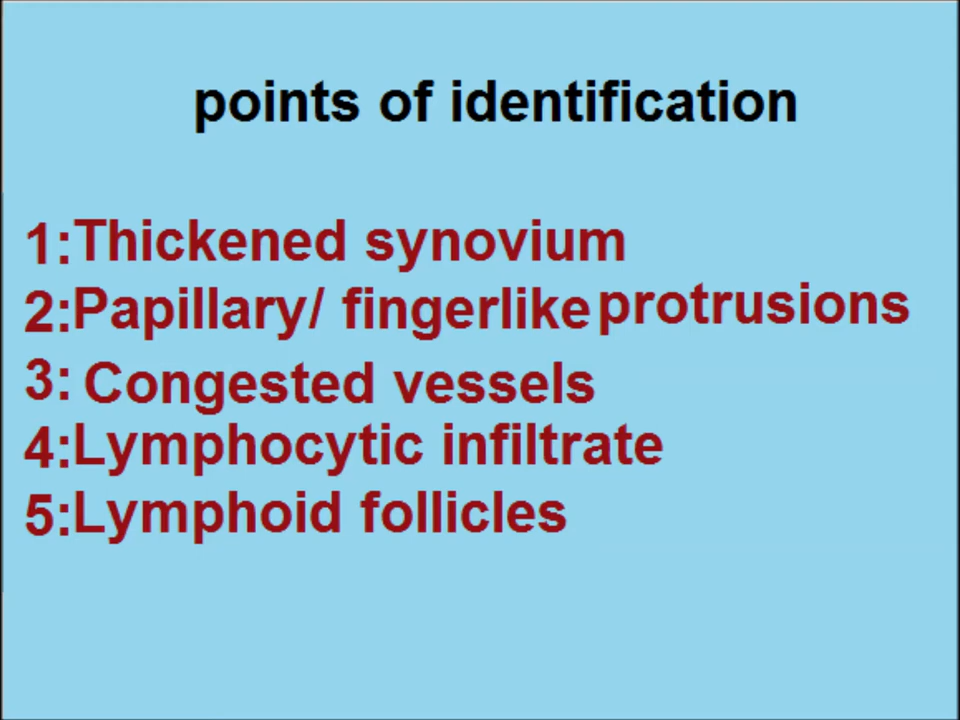 points of identification
1:Thickened synovium
2:Papillary/ fingerlike protrusions
3: Congested vessels
4:Lymphocytic infiltrate
5:Lymphoid follicles